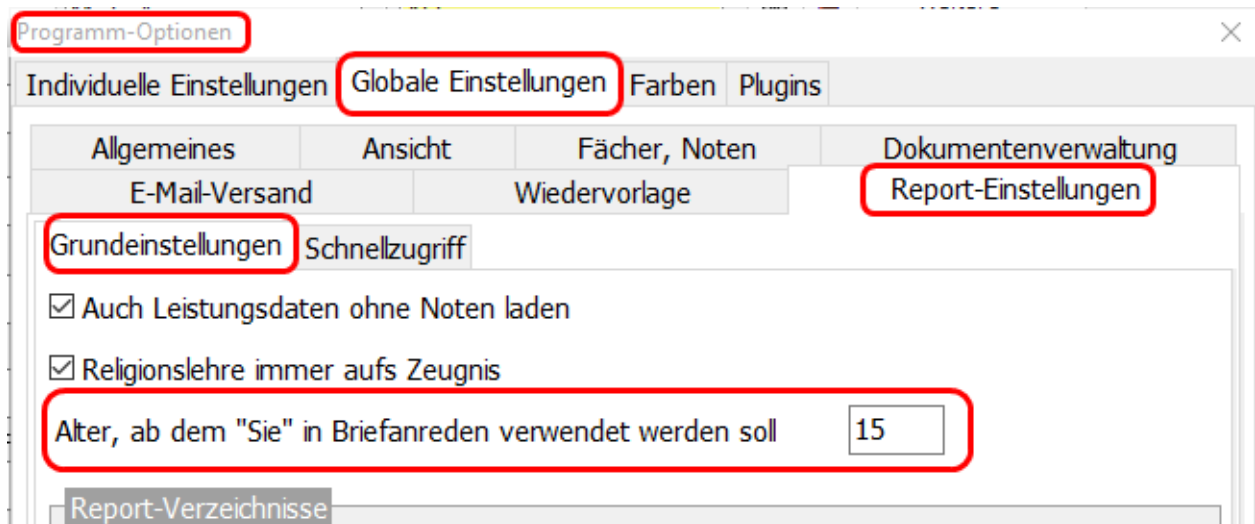 Programm-Optionen
Individuelle Einstellungen Globale Einstellungen Farben Plugins
Allgemeines Ansicht Fächer, Noten Dokumentenverwaltung
E-Mail-Versand Wiedervorlage Report-Einstellungen
Grundeinstellungen Schnellzugriff
Auch Leistungsdaten ohne Noten laden
Religionslehre immer aufs Zeugnis
Alter, ab dem "Sie" in Briefanreden verwendet werden soll 15
Report-Verzeichnisse